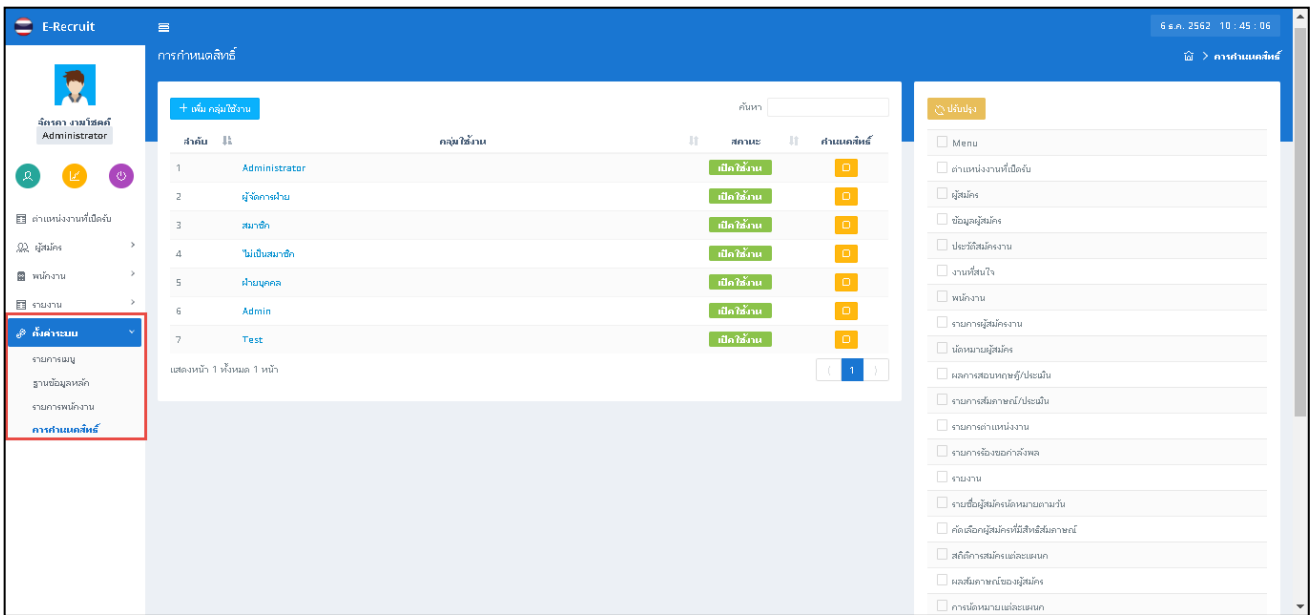 E-Recruit
6 ธ.ค. 2562 10 : 45 : 06
การกำหนดสิทธิ์
> การกำหนดสิทธิ์
จักรดา งามโชคดี
Administrator
ตำแหน่งงานที่เปิดรับ
ผู้สมัคร
พนักงาน
รายงาน
ตั้งค่าระบบ
รายการเมนู
ฐานข้อมูลหลัก
รายการพนักงาน
การกำหนดสิทธิ์
+ เพิ่ม กลุ่มใช้งาน
ค้นหา
ลำดับ กลุ่มใช้งาน สถานะ กำหนดสิทธิ์
1 Administrator เปิดใช้งาน
2 ผู้จัดการฝ่าย เปิดใช้งาน
3 สมาชิก เปิดใช้งาน
4 ไม่เป็นสมาชิก เปิดใช้งาน
5 ฝ่ายบุคคล เปิดใช้งาน
6 Admin เปิดใช้งาน
7 Test เปิดใช้งาน
แสดงหน้า 1 ทั้งหมด 1 หน้า
1
ปรับปรุง
Menu
ตำแหน่งงานที่เปิดรับ
ผู้สมัคร
ข้อมูลผู้สมัคร
ประวัติสมัครงาน
งานที่สนใจ
พนักงาน
รายการผู้สมัครงาน
นัดหมายผู้สมัคร
ผลการสอบทฤษฎี/ประเมิน
รายการสัมภาษณ์/ประเมิน
รายการตำแหน่งงาน
รายการร้องขอกำลังพล
รายงาน
รายชื่อผู้สมัครนัดหมายตามวัน
คัดเลือกผู้สมัครที่มีสิทธิสัมภาษณ์
สถิติการสมัครแต่ละแผนก
ผลสัมภาษณ์ของผู้สมัคร
การนัดหมายแต่ละแผนก